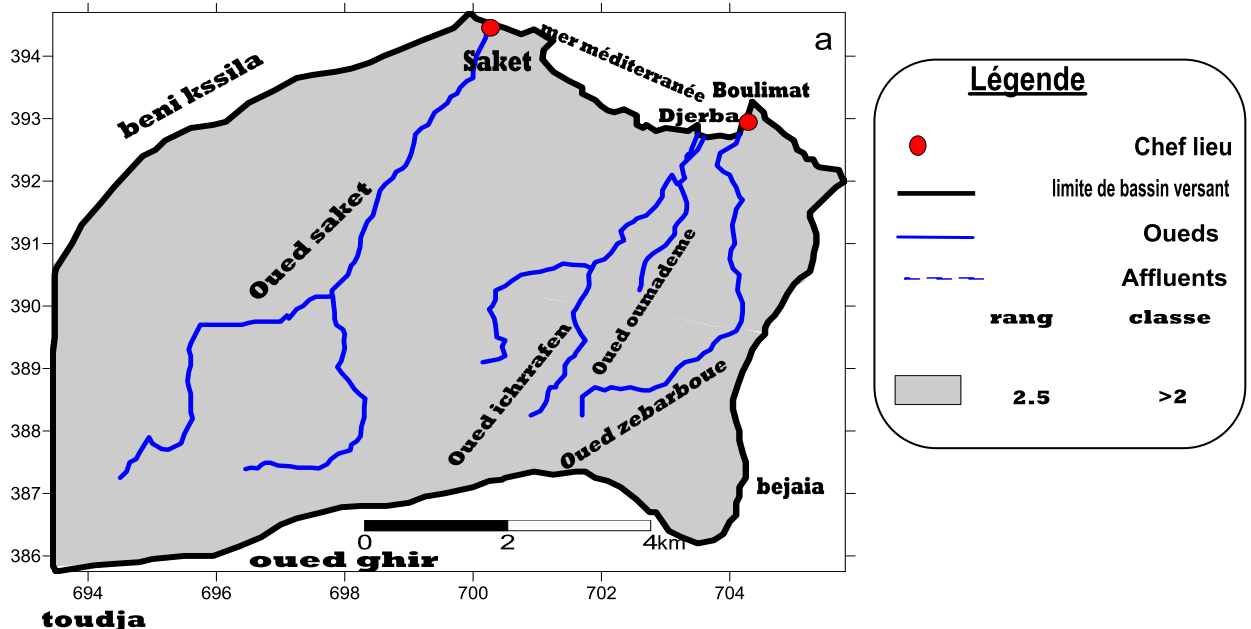 a
394
393
392
391
390
389
388
387
386
694
696
698
700
702
704
beni kssila
Saket
mer méditerranée
Boulimat
Djerba
Oued saket
Oued ichrrafen
Oued oumademe
Oued zebarboue
bejaia
0 2 4km
oued ghir
toudja
Légende
Chef lieu
limite de bassin versant
Oueds
Affluents
rang classe
2.5 >2